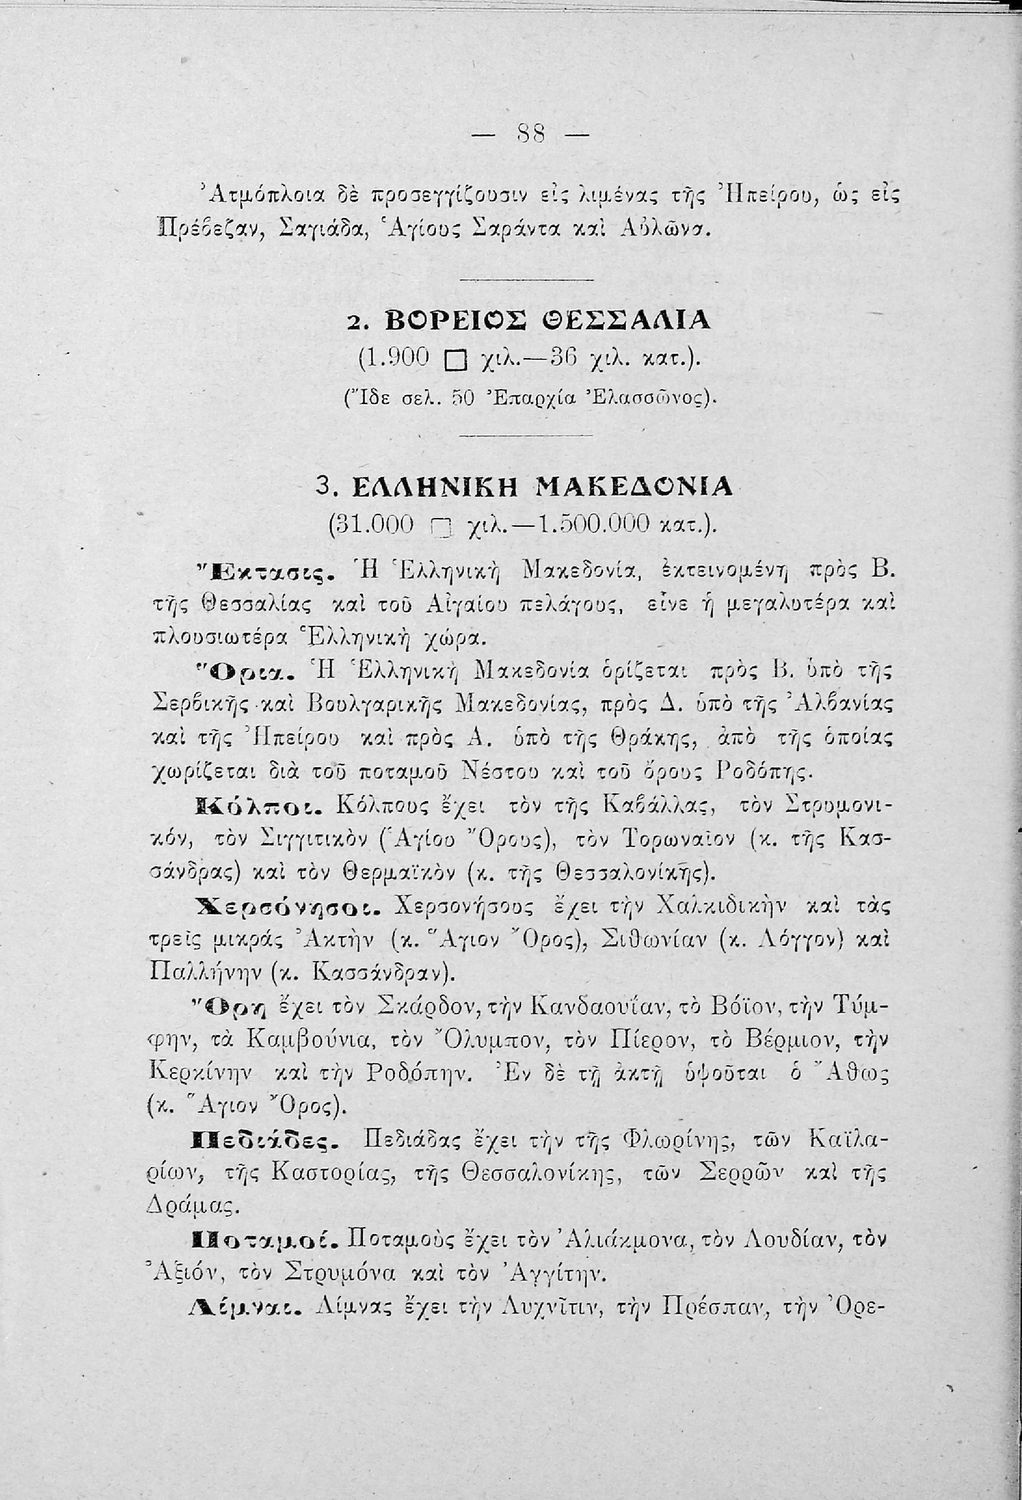 — 88 —
Ἀτμόπλοια δὲ προσεγγίζουσιν εἰς λιμένας τῆς Ἠπείρου, ὡς εἰς
Πρέβεζαν, Σαγιάδα, Ἁγίους Σαράντα καὶ Αὐλῶνα.
2. ΒΟΡΕΙΟΣ ΘΕΣΣΑΛΙΑ
(1.900 □ χιλ.—36 χιλ. κατ.).
(Ἴδε σελ. 50 Ἐπαρχία Ἐλασσῶνος).
3. ΕΛΛΗΝΙΚΗ ΜΑΚΕΔΟΝΙΑ
(31.000 □ χιλ.—1.500.000 κατ.).
Ἔκτασις. Ἡ Ἑλληνικὴ Μακεδονία, ἐκτεινομένη πρὸς Β.
τῆς Θεσσαλίας καὶ τοῦ Αἰγαίου πελάγους, εἶνε ἡ μεγαλυτέρα καὶ
πλουσιωτέρα Ἑλληνικὴ χώρα.
Ὅρια. Ἡ Ἑλληνικὴ Μακεδονία ὁρίζεται πρὸς Β. ὑπὸ τῆς
Σερβικῆς καὶ Βουλγαρικῆς Μακεδονίας, πρὸς Δ. ὑπὸ τῆς Ἀλβανίας
καὶ τῆς Ἠπείρου καὶ πρὸς Α. ὑπὸ τῆς Θράκης, ἀπὸ τῆς ὁποίας
χωρίζεται διὰ τοῦ ποταμοῦ Νέστου καὶ τοῦ ὄρους Ροδόπης.
Κόλποι. Κόλπους ἔχει τὸν τῆς Καβάλλας, τὸν Στρυμονι-
κόν, τὸν Σιγγιτικὸν (Ἁγίου Ὄρους), τὸν Τορωναῖον (κ. τῆς Κασ-
σάνδρας) καὶ τὸν Θερμαϊκὸν (κ. τῆς Θεσσαλονίκῆς).
Χερσόνησοι. Χερσονήσους ἔχει τὴν Χαλκιδικὴν καὶ τὰς
τρεῖς μικράς Ἀκτὴν (κ. Ἅγιον Ὄρος), Σιθωνίαν (κ. Λόγγον) καὶ
Παλλήνην (κ. Κασσάνδραν).
Ὄρη ἔχει τὸν Σκάρδον, τὴν Κανδαουΐαν, τὸ Βόϊον, τὴν Τύμ-
φην, τὰ Καμβούνια, τὸν Ὄλυμπον, τὸν Πίερον, τὸ Βέρμιον, τὴν
Κερκίνην καὶ τὴν Ροδόπην. Ἐν δὲ τῇ ἀκτῇ ὑψοῦται ὁ Ἄθως
(κ. Ἅγιον Ὄρος).
Πεδιάδες. Πεδιάδας ἔχει τὴν τῆς Φλωρίνης, τῶν Καϊλα-
ρίων, τῆς Καστορίας, τῆς Θεσσαλονίκης, τῶν Σερρῶν καὶ τῆς
Δράμας.
Ποταμοί. Ποταμοὺς ἔχει τὸν Ἀλιάκμονα, τὸν Λουδίαν, τὸν
Ἀξιόν, τὸν Στρυμόνα καὶ τὸν Ἀγγίτην.
Λίμναι. Λίμνας ἔχει τὴν Λυχνῖτιν, τὴν Πρέσπαν, τὴν Ὀρε-